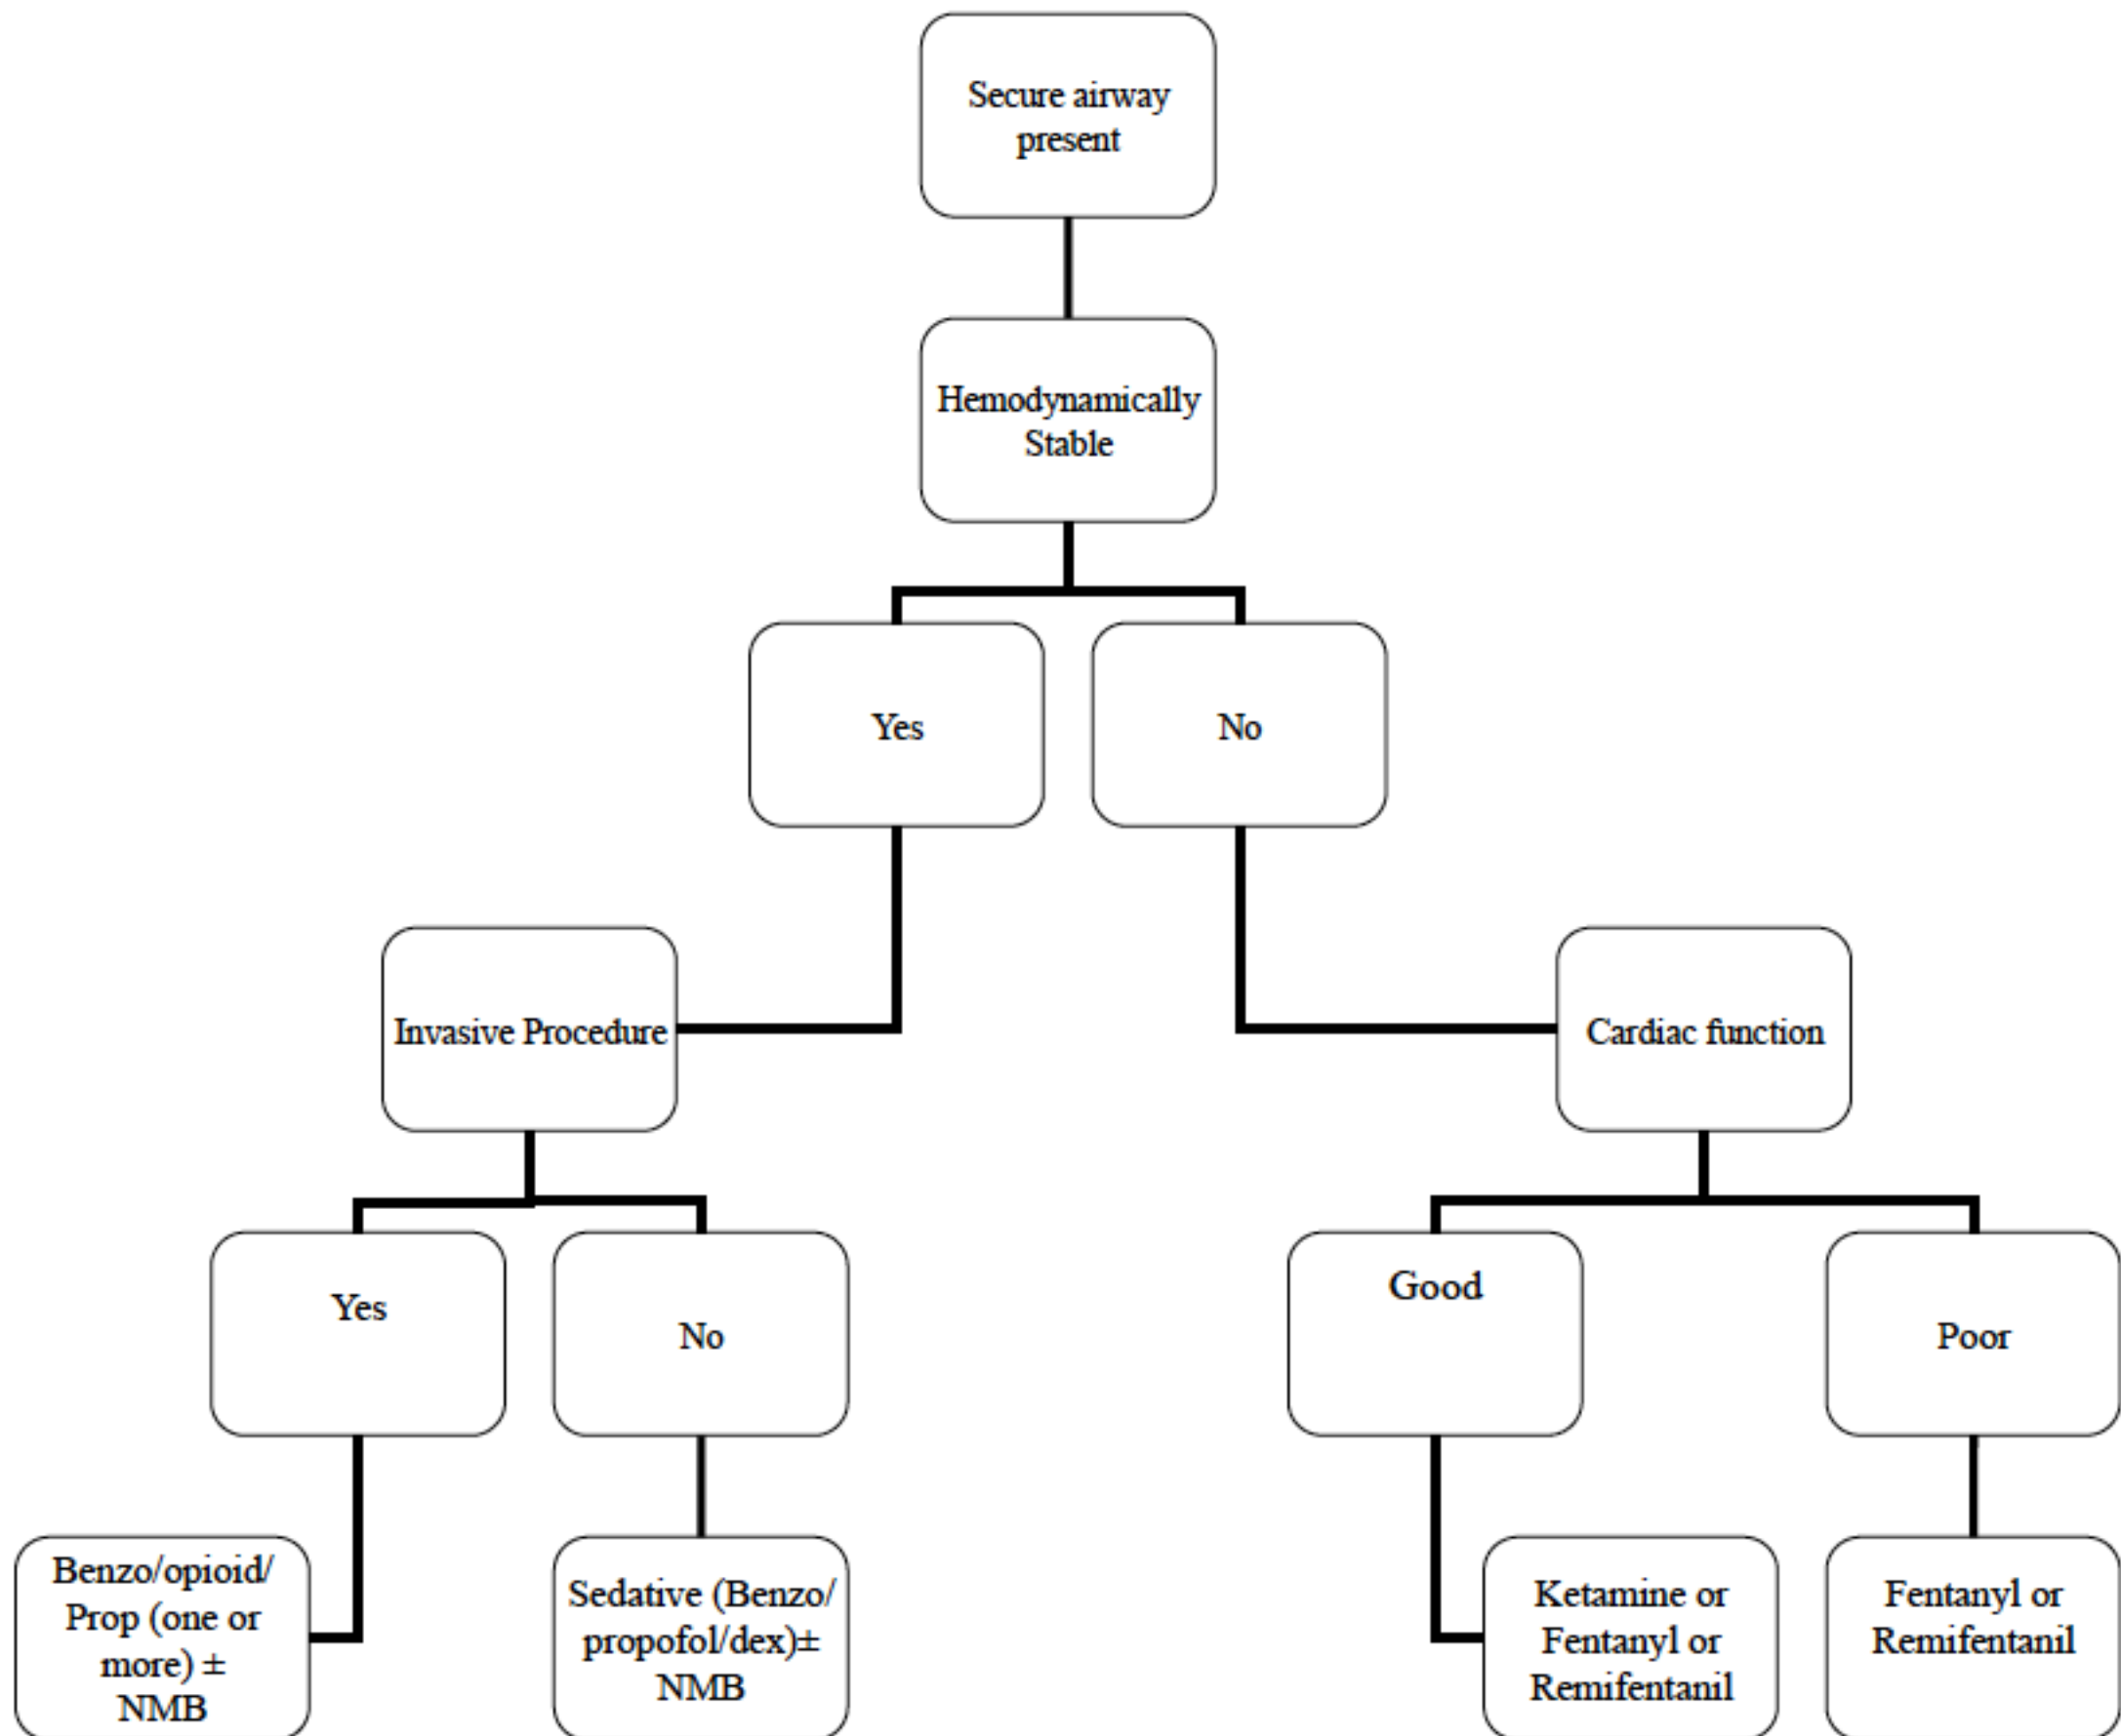 Secure airway
present
Hemodynamically
Stable
Yes
No
Invasive Procedure
Cardiac function
Yes
No
Good
Poor
Benzo/opioid/
Prop (one or
more) ±
NMB
Sedative (Benzo/
propofol/dex)±
NMB
Ketamine or
Fentanyl or
Remifentanil
Fentanyl or
Remifentanil